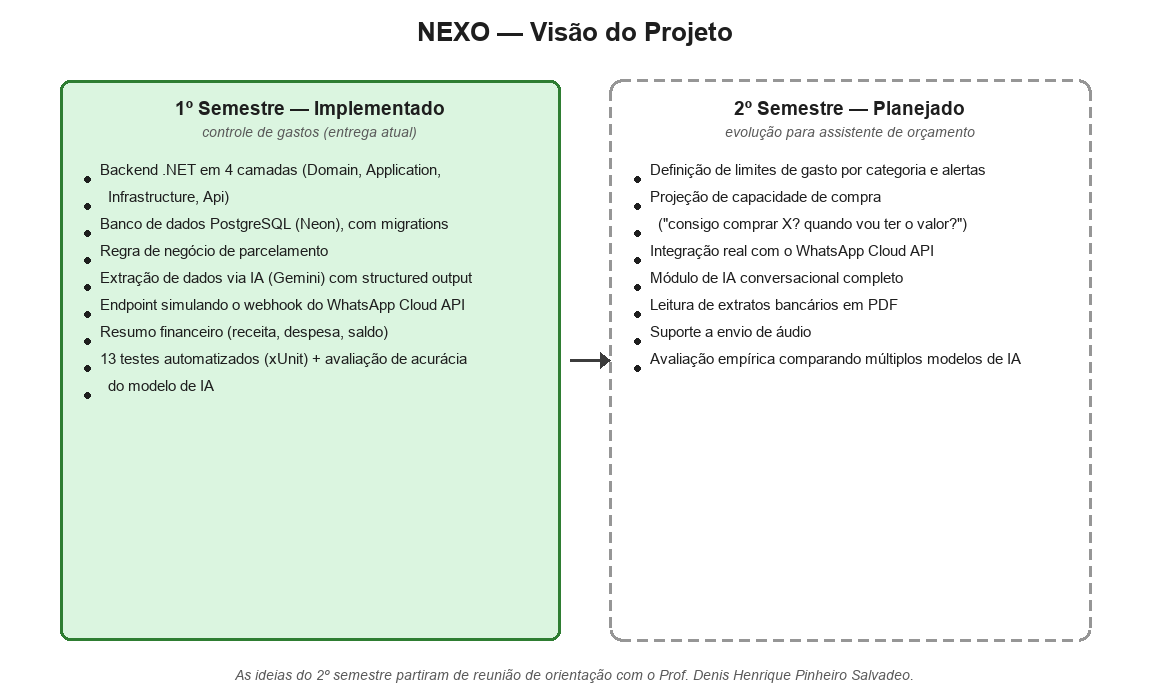 NEXO — Visão do Projeto
1º Semestre — Implementado
controle de gastos (entrega atual)
Backend .NET em 4 camadas (Domain, Application,
Infrastructure, Api)
Banco de dados PostgreSQL (Neon), com migrations
Regra de negócio de parcelamento
Extração de dados via IA (Gemini) com structured output
Endpoint simulando o webhook do WhatsApp Cloud API
Resumo financeiro (receita, despesa, saldo)
13 testes automatizados (xUnit) + avaliação de acurácia
do modelo de IA
2º Semestre — Planejado
evolução para assistente de orçamento
Definição de limites de gasto por categoria e alertas
Projeção de capacidade de compra
("consigo comprar X? quando vou ter o valor?")
Integração real com o WhatsApp Cloud API
Módulo de IA conversacional completo
Leitura de extratos bancários em PDF
Suporte a envio de áudio
Avaliação empírica comparando múltiplos modelos de IA
As ideias do 2º semestre partiram de reunião de orientação com o Prof. Denis Henrique Pinheiro Salvadeo.